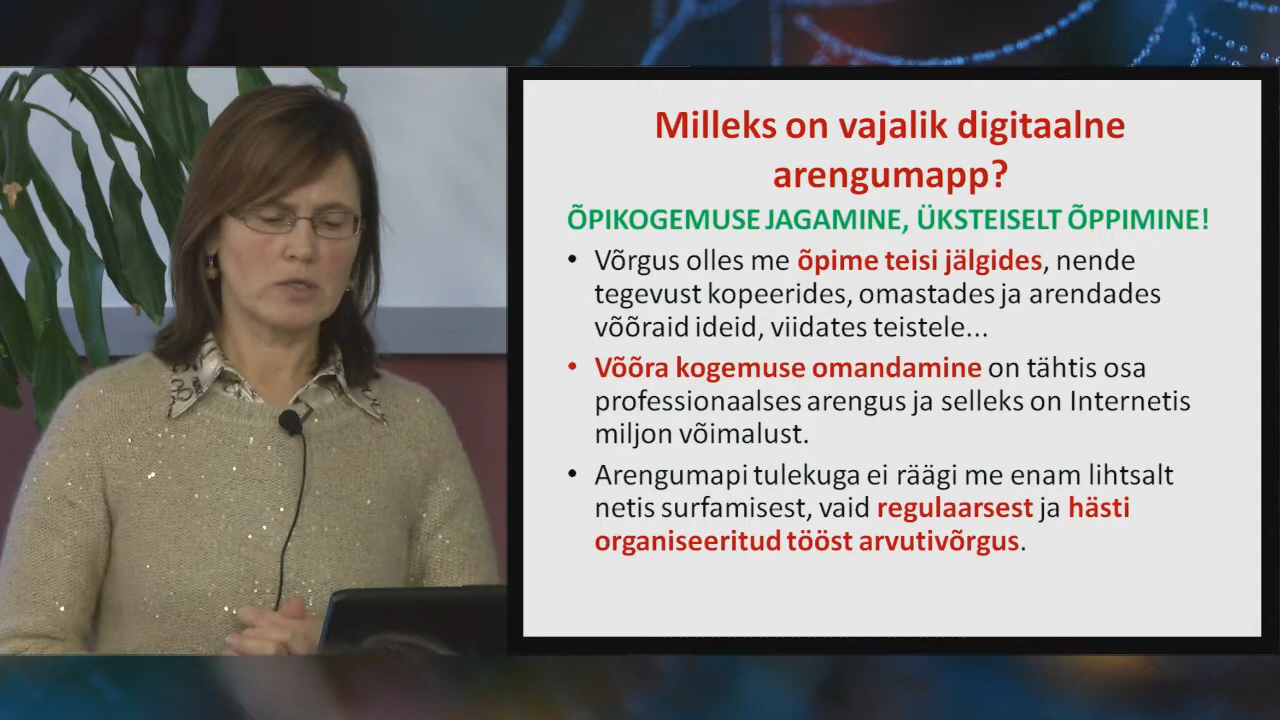 Milleks on vajalik digitaalne
arengumapp?
ÕPIKOGEMUSE JAGAMINE, ÜKSTEISELT ÕPPIMINE!
• Võrgus olles me õpime teisi jälgides, nende
tegevust kopeerides, omastades ja arendades
võõraid ideid, viidates teistele...
• Võõra kogemuse omandamine on tähtis osa
professionaalses arengus ja selleks on Internetis
miljon võimalust.
• Arengumapi tulekuga ei räägi me enam lihtsalt
netis surfamisest, vaid regulaarsest ja hästi
organiseeritud tööst arvutivõrgus.